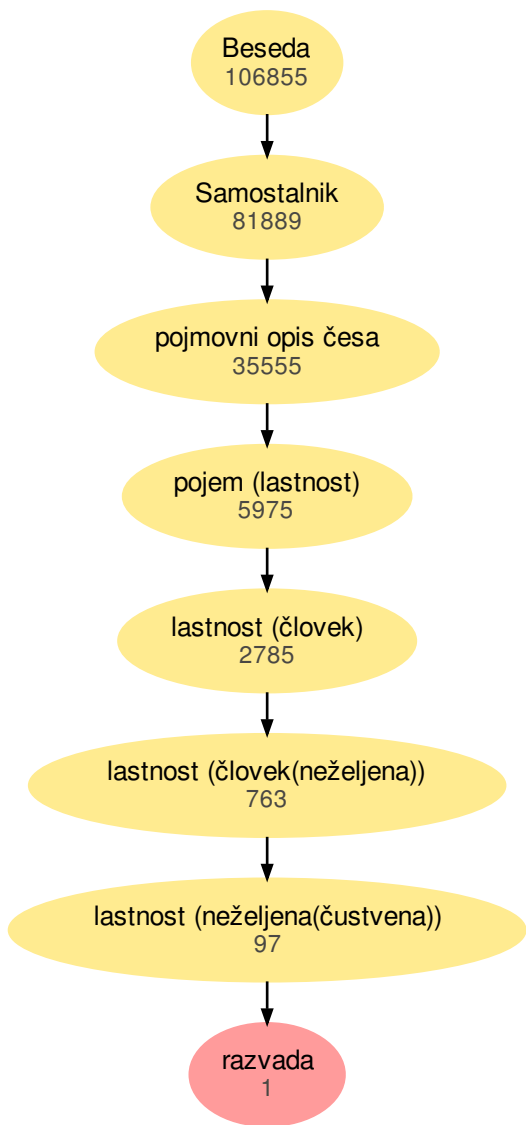 Beseda
106855
Samostalnik
81889
pojmovni opis česa
35555
pojem (lastnost)
5975
lastnost (človek)
2785
lastnost (človek(neželjena))
763
lastnost (neželjena(čustvena))
97
razvada
1